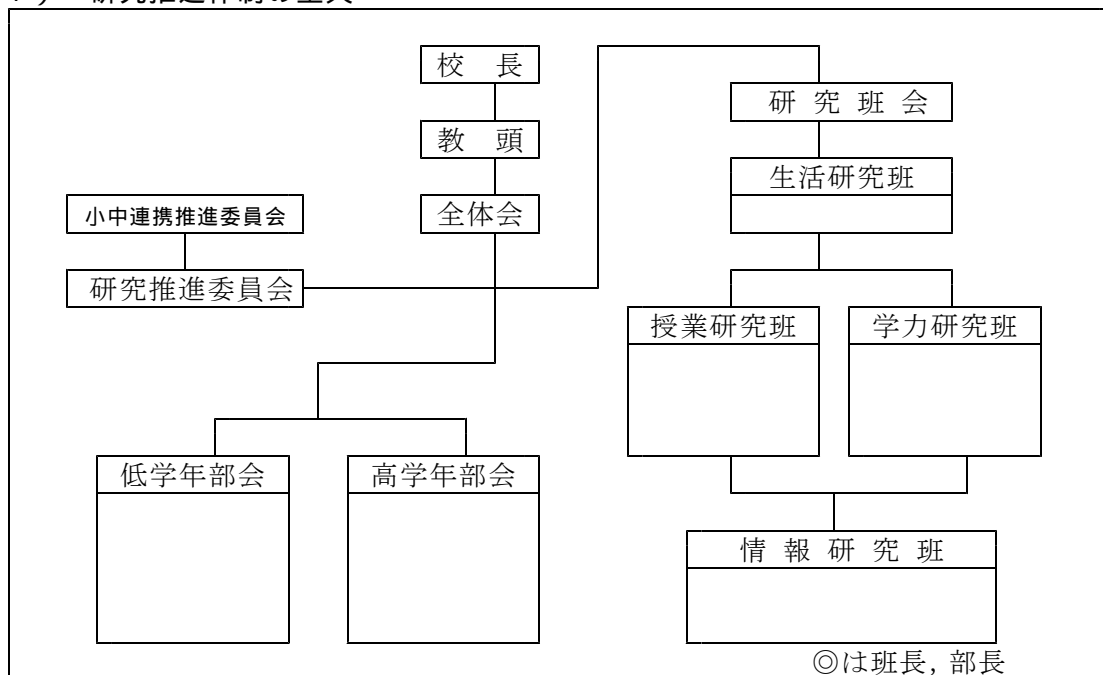 校　長
研 究 班 会
教　頭
生活研究班
小中連携推進委員会
全体会
研究推進委員会
授業研究班
学力研究班
低学年部会
高学年部会
情 報 研 究 班
◎は班長, 部長